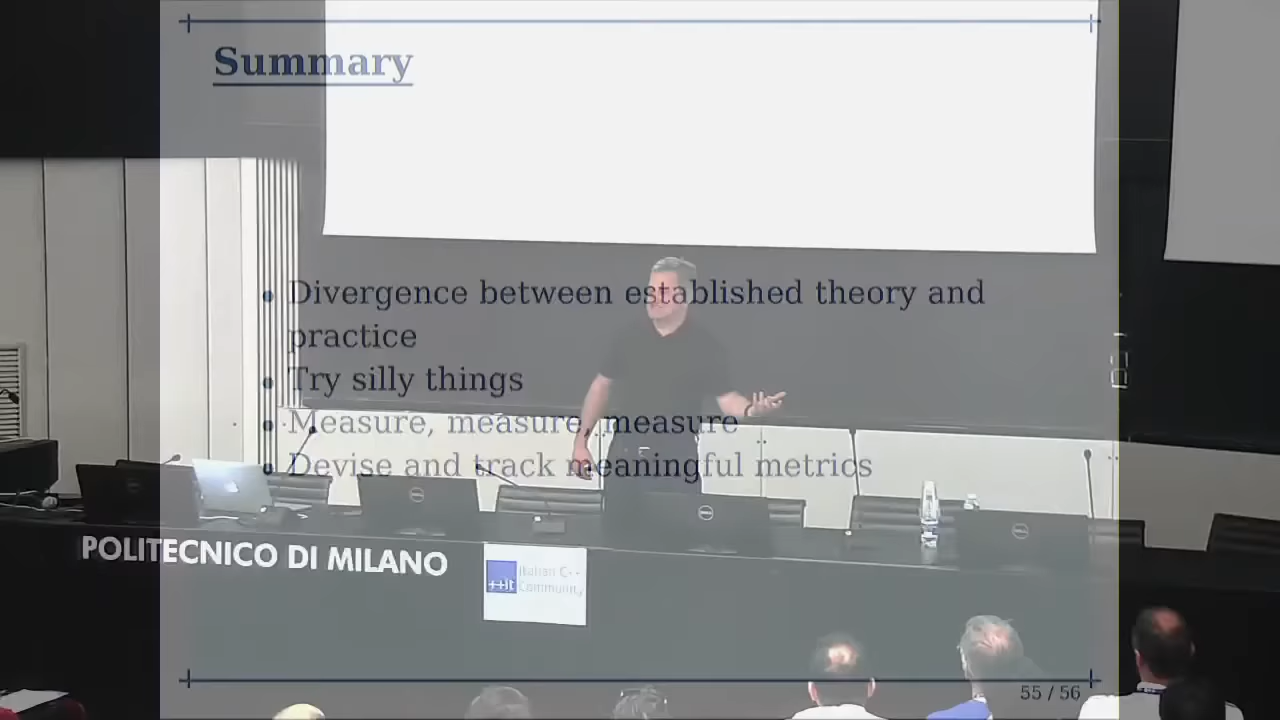 Summary
Divergence between established theory and
practice
Try silly things
Measure, measure, measure
Devise and track meaningful metrics
POLITECNICO DI MILANO
++it
Italian C++
Community
55 / 56